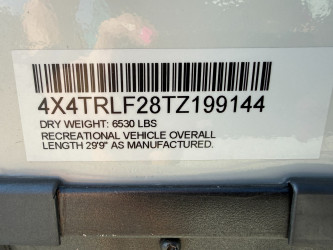 4X4TRLF28TZ199144
DRY WEIGHT: 6530 LBS
RECREATIONAL VEHICLE OVERALL
LENGTH 29'9" AS MANUFACTURED.